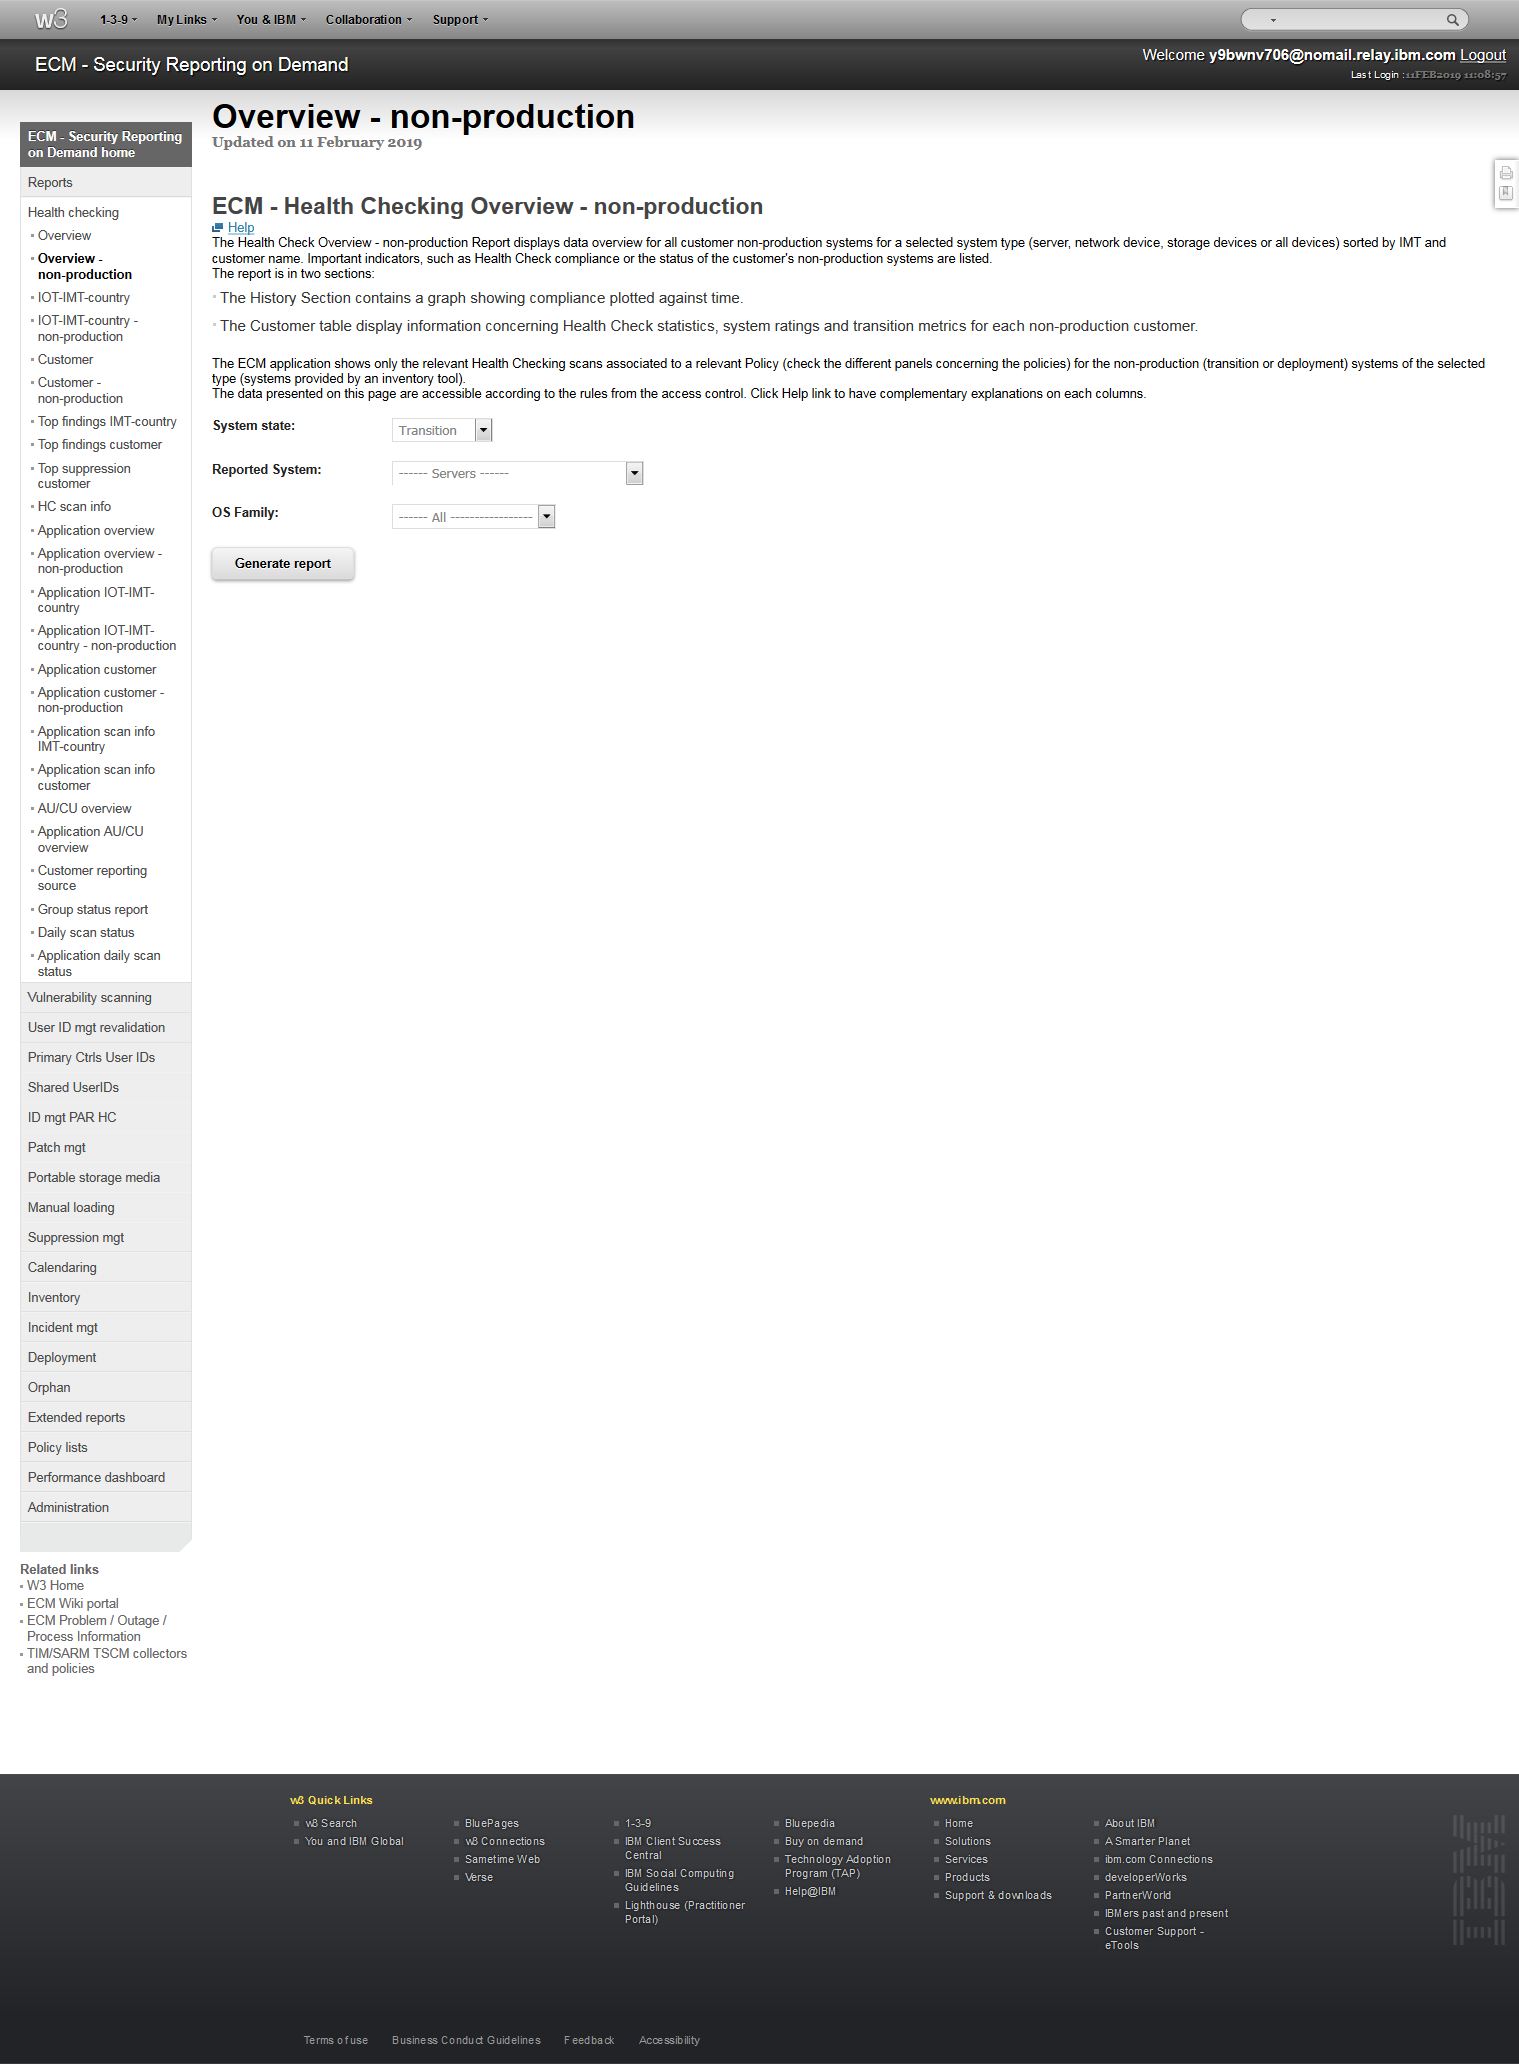 w3 1-3-9 My Links You & IBM Collaboration Support
ECM - Security Reporting on Demand
Welcome y9bwnv706@nomail.relay.ibm.com Logout
Last Login :11FEB2019 11:08:57
ECM - Security Reporting
on Demand home
Reports
Health checking
Overview
Overview -
non-production
IOT-IMT-country
IOT-IMT-country -
non-production
Customer
Customer -
non-production
Top findings IMT-country
Top findings customer
Top suppression
customer
HC scan info
Application overview
Application overview -
non-production
Application IOT-IMT-
country
Application IOT-IMT-
country - non-production
Application customer
Application customer -
non-production
Application scan info
IMT-country
Application scan info
customer
AU/CU overview
Application AU/CU
overview
Customer reporting
source
Group status report
Daily scan status
Application daily scan
status
Vulnerability scanning
User ID mgt revalidation
Primary Ctrls User IDs
Shared UserIDs
ID mgt PAR HC
Patch mgt
Portable storage media
Manual loading
Suppression mgt
Calendaring
Inventory
Incident mgt
Deployment
Orphan
Extended reports
Policy lists
Performance dashboard
Administration
Related links
W3 Home
ECM Wiki portal
ECM Problem / Outage /
Process Information
TIM/SARM TSCM collectors
and policies
Overview - non-production
Updated on 11 February 2019
ECM - Health Checking Overview - non-production
Help
The Health Check Overview - non-production Report displays data overview for all customer non-production systems for a selected system type (server, network device, storage devices or all devices) sorted by IMT and
customer name. Important indicators, such as Health Check compliance or the status of the customer's non-production systems are listed.
The report is in two sections:
The History Section contains a graph showing compliance plotted against time.
The Customer table display information concerning Health Check statistics, system ratings and transition metrics for each non-production customer.
The ECM application shows only the relevant Health Checking scans associated to a relevant Policy (check the different panels concerning the policies) for the non-production (transition or deployment) systems of the selected
type (systems provided by an inventory tool).
The data presented on this page are accessible according to the rules from the access control. Click Help link to have complementary explanations on each columns.
System state: Transition
Reported System: ------ Servers ------
OS Family: ------ All -----------------
Generate report
w3 Quick Links
w3 Search
You and IBM Global
BluePages
w3 Connections
Sametime Web
Verse
1-3-9
IBM Client Success
Central
IBM Social Computing
Guidelines
Lighthouse (Practitioner
Portal)
Bluepedia
Buy on demand
Technology Adoption
Program (TAP)
Help@IBM
www.ibm.com
Home
Solutions
Services
Products
Support & downloads
About IBM
A Smarter Planet
ibm.com Connections
developerWorks
PartnerWorld
IBMers past and present
Customer Support -
eTools
IBM
Terms of use Business Conduct Guidelines Feedback Accessibility